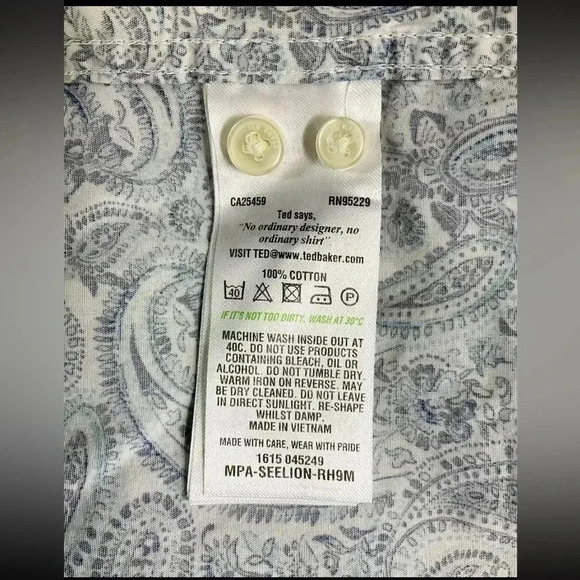 CA25459 RN95229
Ted says,
"No ordinary designer, no
ordinary shirt"
VISIT TED@www.tedbaker.com
100% COTTON
40 P
IF IT'S NOT TOO DIRTY, WASH AT 30°C
MACHINE WASH INSIDE OUT AT
40C. DO NOT USE PRODUCTS
CONTAINING BLEACH, OIL OR
ALCOHOL. DO NOT TUMBLE DRY.
WARM IRON ON REVERSE. MAY
BE DRY CLEANED. DO NOT LEAVE
IN DIRECT SUNLIGHT. RE-SHAPE
WHILST DAMP.
MADE IN VIETNAM
MADE WITH CARE, WEAR WITH PRIDE
1615 045249
MPA-SEELION-RH9M